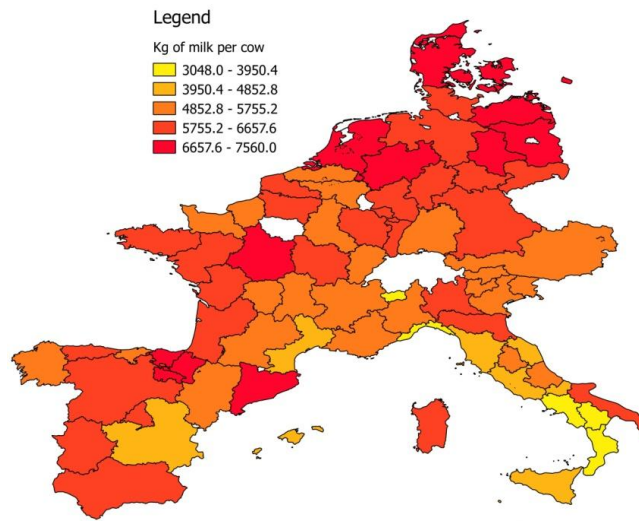 Legend
Kg of milk per cow
3048.0 - 3950.4
3950.4 - 4852.8
4852.8 - 5755.2
5755.2 - 6657.6
6657.6 - 7560.0